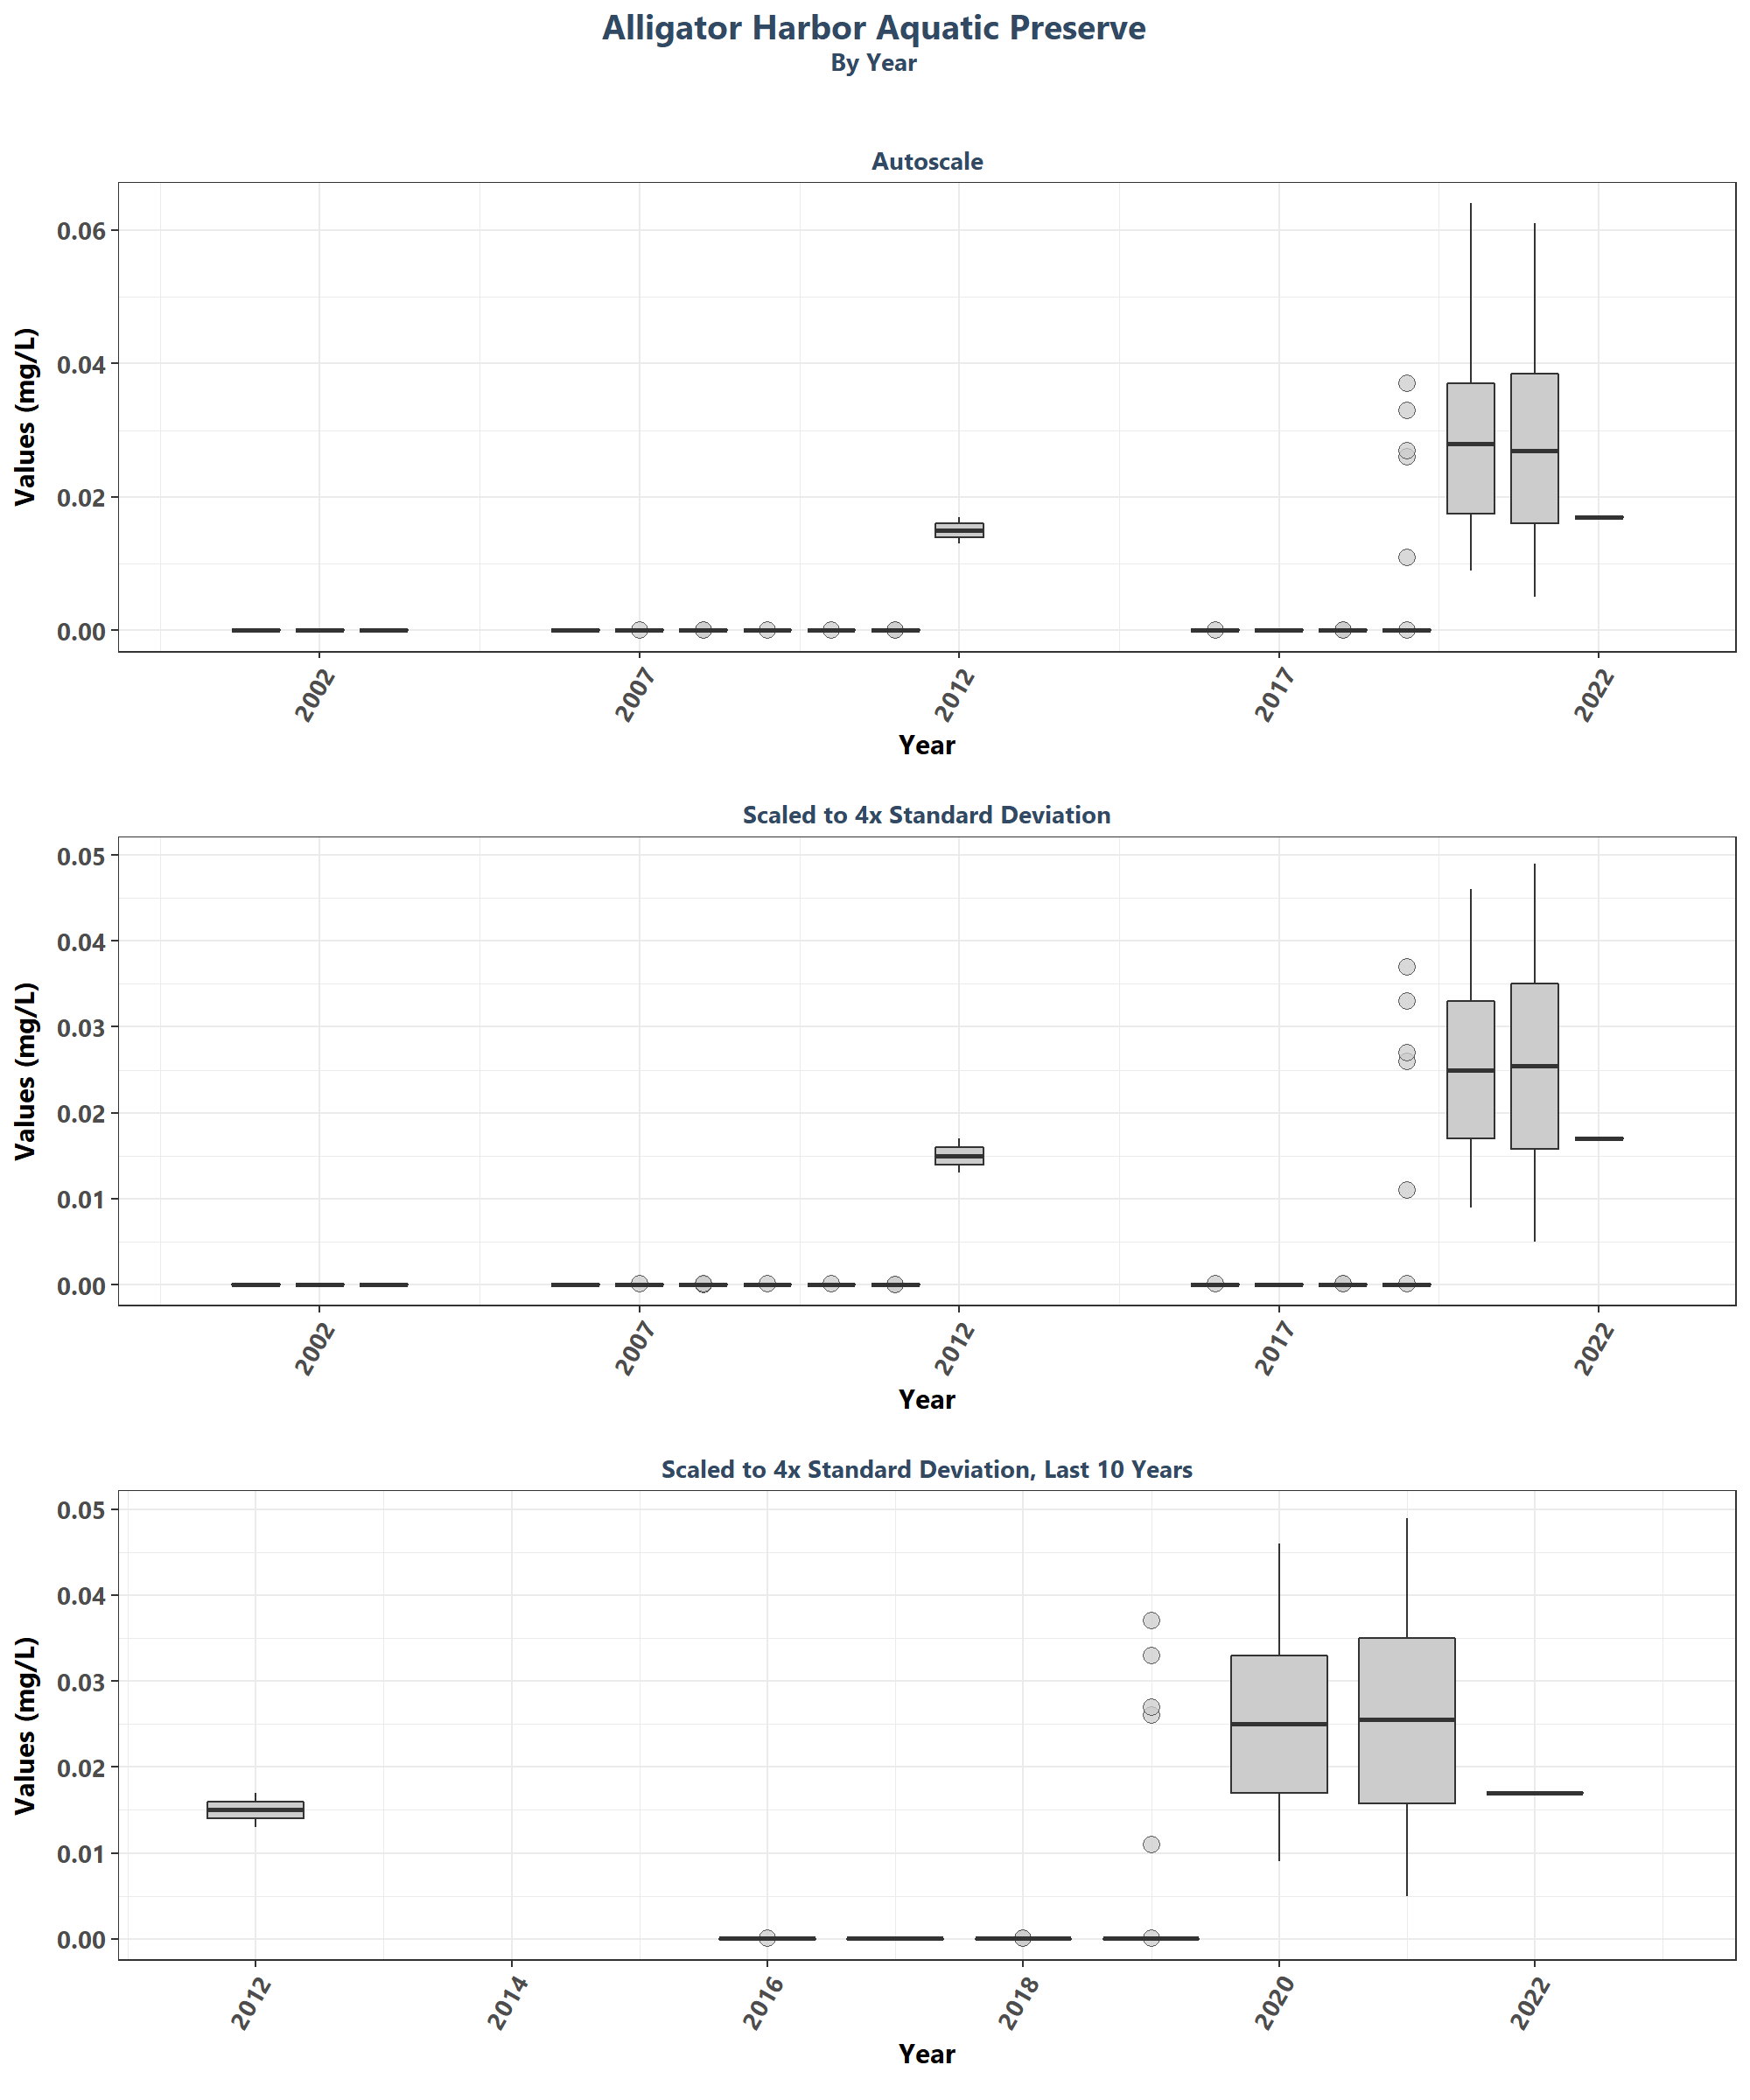 Alligator Harbor Aquatic Preserve
By Year
Autoscale
Values (mg/L)
0.06
0.04
0.02
0.00
2002 2007 2012 2017 2022
Year
Scaled to 4x Standard Deviation
Values (mg/L)
0.05
0.04
0.03
0.02
0.01
0.00
2002 2007 2012 2017 2022
Year
Scaled to 4x Standard Deviation, Last 10 Years
Values (mg/L)
0.05
0.04
0.03
0.02
0.01
0.00
2012 2014 2016 2018 2020 2022
Year